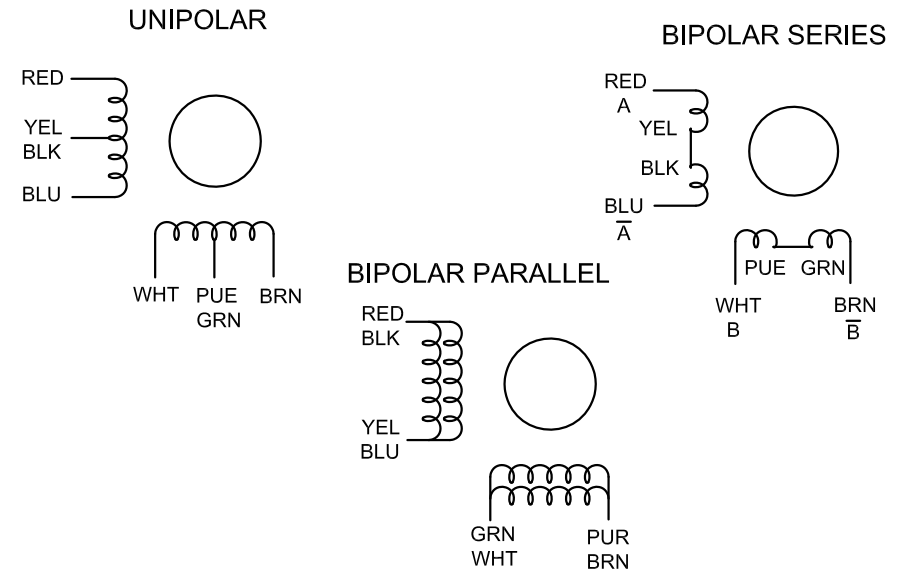 UNIPOLAR
RED
YEL
BLK
BLU
WHT PUE BRN
GRN
BIPOLAR SERIES
RED
A
YEL
BLK
BLU
A̅
PUE GRN
WHT BRN
B B̅
BIPOLAR PARALLEL
RED
BLK
YEL
BLU
GRN PUR
WHT BRN